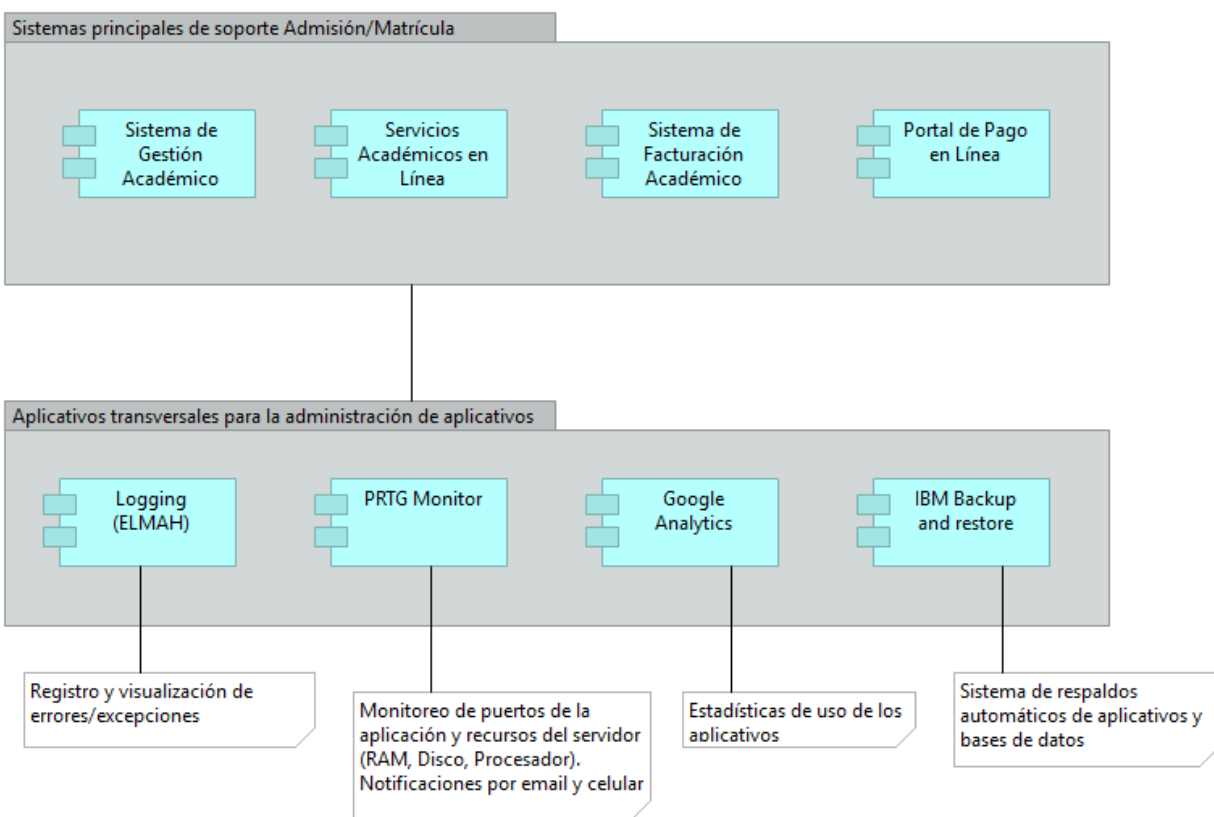 Sistemas principales de soporte Admisión/Matrícula
Sistema de
Gestión
Académico
Servicios
Académicos en
Línea
Sistema de
Facturación
Académico
Portal de Pago
en Línea
Aplicativos transversales para la administración de aplicativos
Logging
(ELMAH)
PRTG Monitor
Google
Analytics
IBM Backup
and restore
Registro y visualización de
errores/excepciones
Monitoreo de puertos de la
aplicación y recursos del servidor
(RAM, Disco, Procesador).
Notificaciones por email y celular
Estadísticas de uso de los
aplicativos
Sistema de respaldos
automáticos de aplicativos y
bases de datos